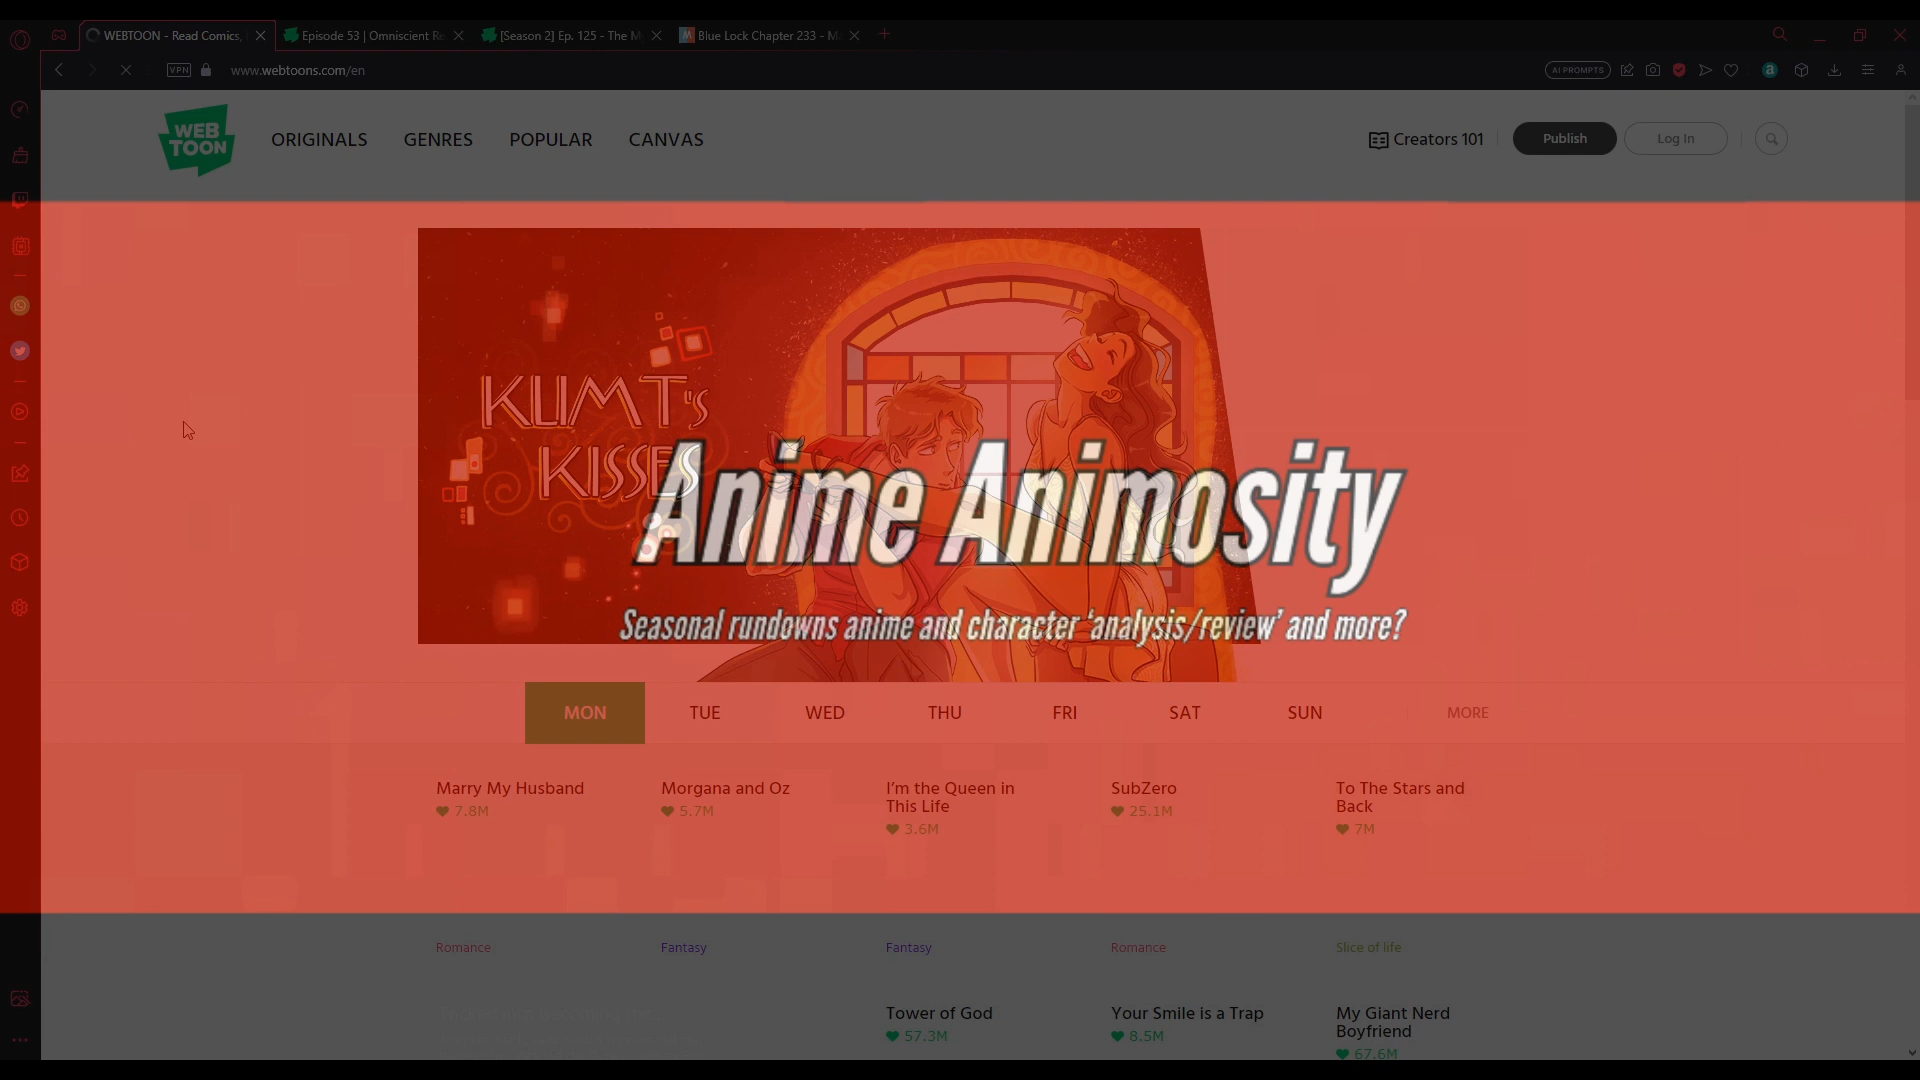 WEBTOON - Read Comics,
Episode 53 | Omniscient Re
[Season 2] Ep. 125 - The M
Blue Lock Chapter 233 - M
VPN
www.webtoons.com/en
AI PROMPTS
WEB
TOON
ORIGINALS
GENRES
POPULAR
CANVAS
Creators 101
Publish
Log In
KLIMT's
KISSES
Anime Animosity
Seasonal rundowns anime and character 'analysis/review' and more?
MON
TUE
WED
THU
FRI
SAT
SUN
MORE
Marry My Husband
7.8M
Morgana and Oz
5.7M
I'm the Queen in
This Life
3.6M
SubZero
25.1M
To The Stars and
Back
7M
Romance
Fantasy
Fantasy
Romance
Slice of life
Tower of God
57.3M
Your Smile is a Trap
8.5M
My Giant Nerd
Boyfriend
67.6M